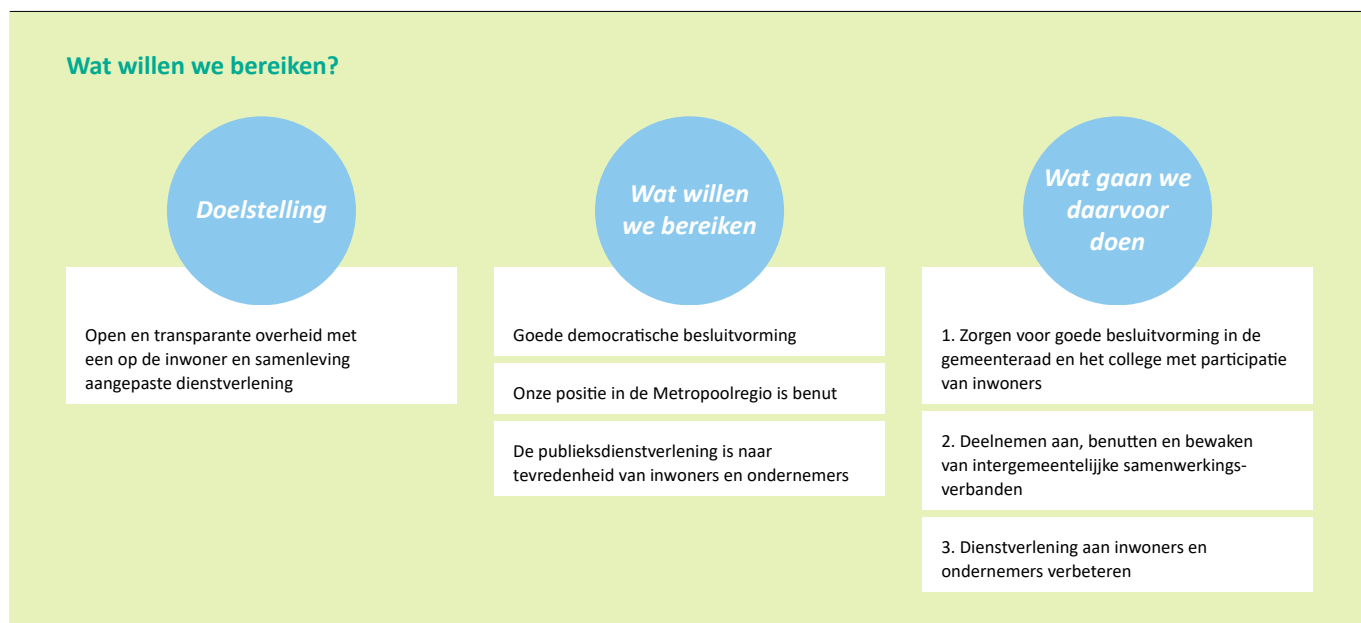 Wat willen we bereiken?
Doelstelling
Open en transparante overheid met
een op de inwoner en samenleving
aangepaste dienstverlening
Wat willen
we bereiken
Goede democratische besluitvorming
Onze positie in de Metropoolregio is benut
De publieksdienstverlening is naar
tevredenheid van inwoners en ondernemers
Wat gaan we
daarvoor
doen
1. Zorgen voor goede besluitvorming in de
gemeenteraad en het college met participatie
van inwoners
2. Deelnemen aan, benutten en bewaken
van intergemeentelijjke samenwerkings-
verbanden
3. Dienstverlening aan inwoners en
ondernemers verbeteren